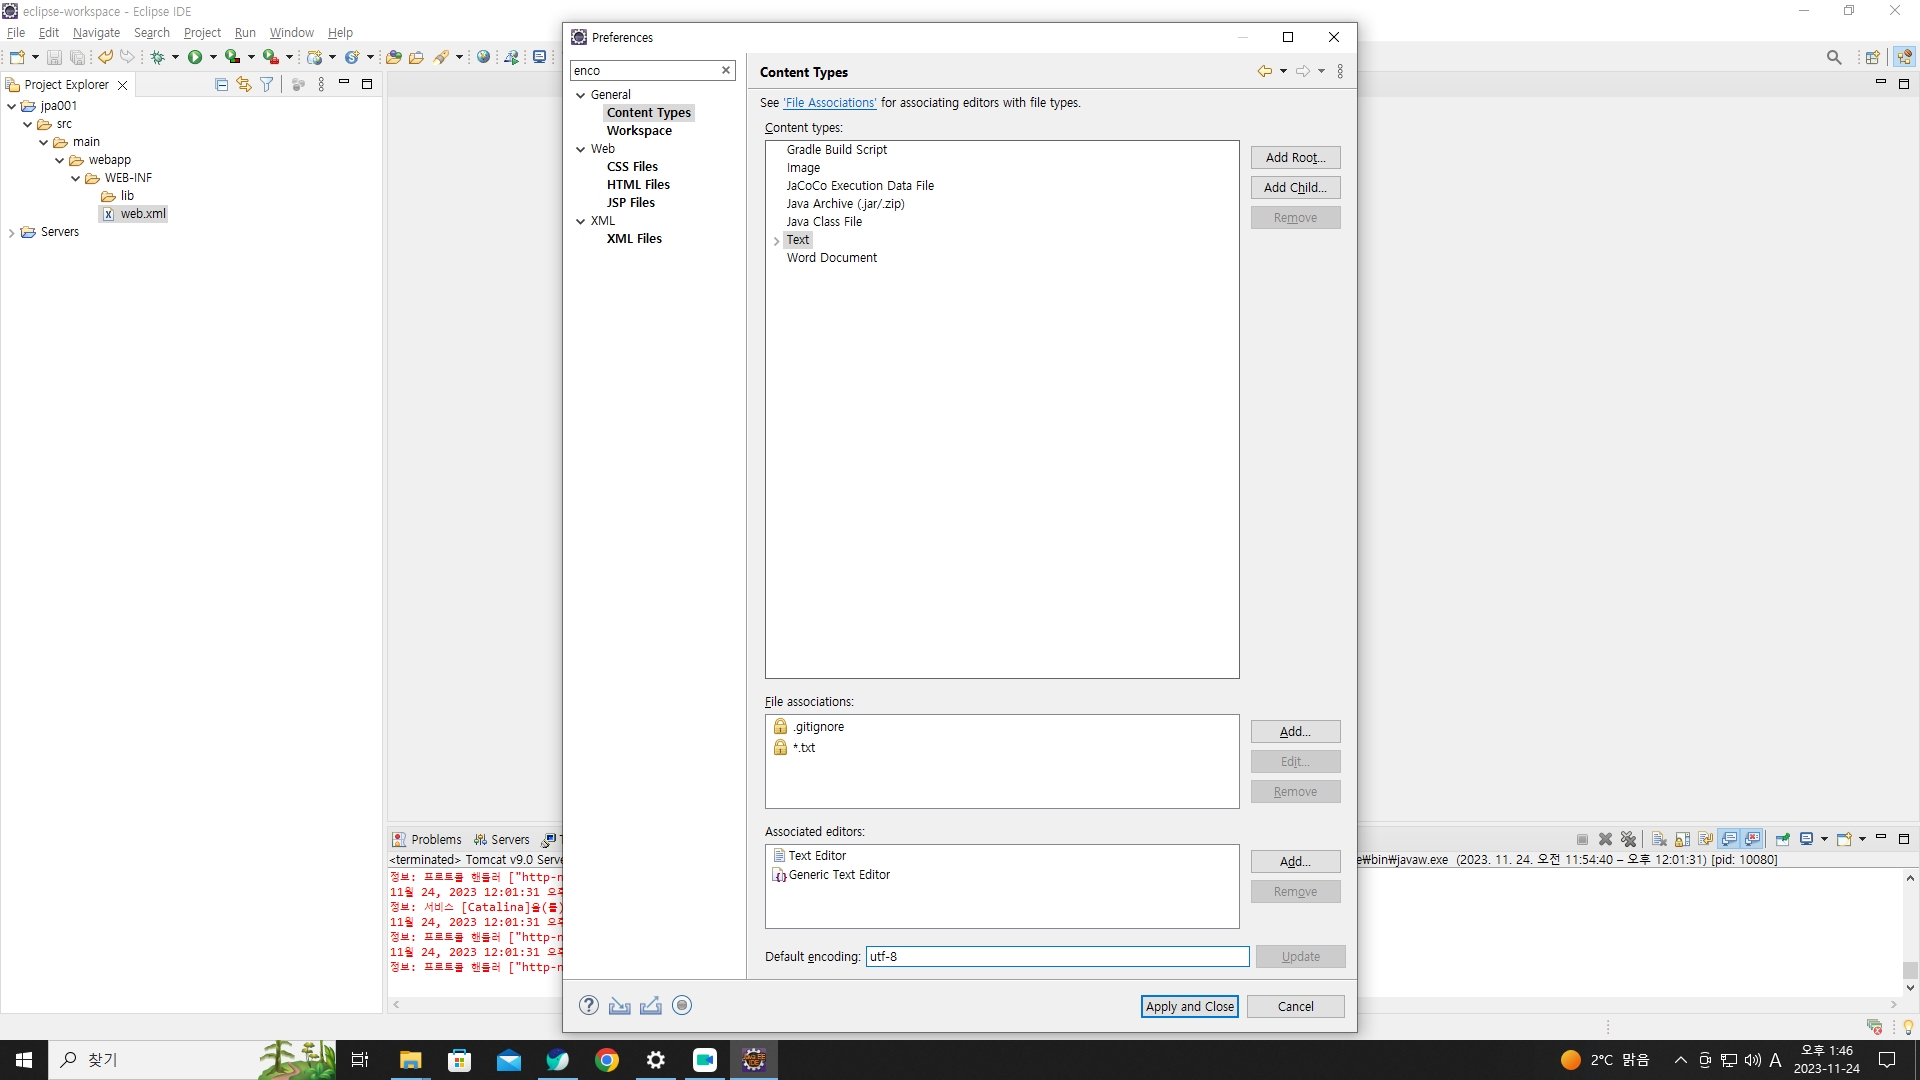 eclipse-workspace - Eclipse IDE
File Edit Navigate Search Project Run Window Help
Project Explorer
jpa001
src
main
webapp
WEB-INF
lib
web.xml
Servers
Preferences
enco
General
Content Types
Workspace
Web
CSS Files
HTML Files
JSP Files
XML
XML Files
Content Types
See 'File Associations' for associating editors with file types.
Content types:
Gradle Build Script
Image
JaCoCo Execution Data File
Java Archive (.jar/.zip)
Java Class File
Text
Word Document
Add Root...
Add Child...
Remove
File associations:
.gitignore
*.txt
Add...
Edit...
Remove
Associated editors:
Text Editor
Generic Text Editor
Add...
Remove
Default encoding: utf-8 Update
Apply and Close Cancel
Problems Servers
<terminated> Tomcat v9.0 Serve e₩bin₩javaw.exe (2023. 11. 24. 오전 11:54:40 – 오후 12:01:31) [pid: 10080]
정보: 프로토콜 핸들러 ["http-n
11월 24, 2023 12:01:31 오후
정보: 서비스 [Catalina]을(를)
11월 24, 2023 12:01:31 오후
정보: 프로토콜 핸들러 ["http-n
11월 24, 2023 12:01:31 오후
정보: 프로토콜 핸들러 ["http-n
찾기
2°C 맑음
A
오후 1:46
2023-11-24